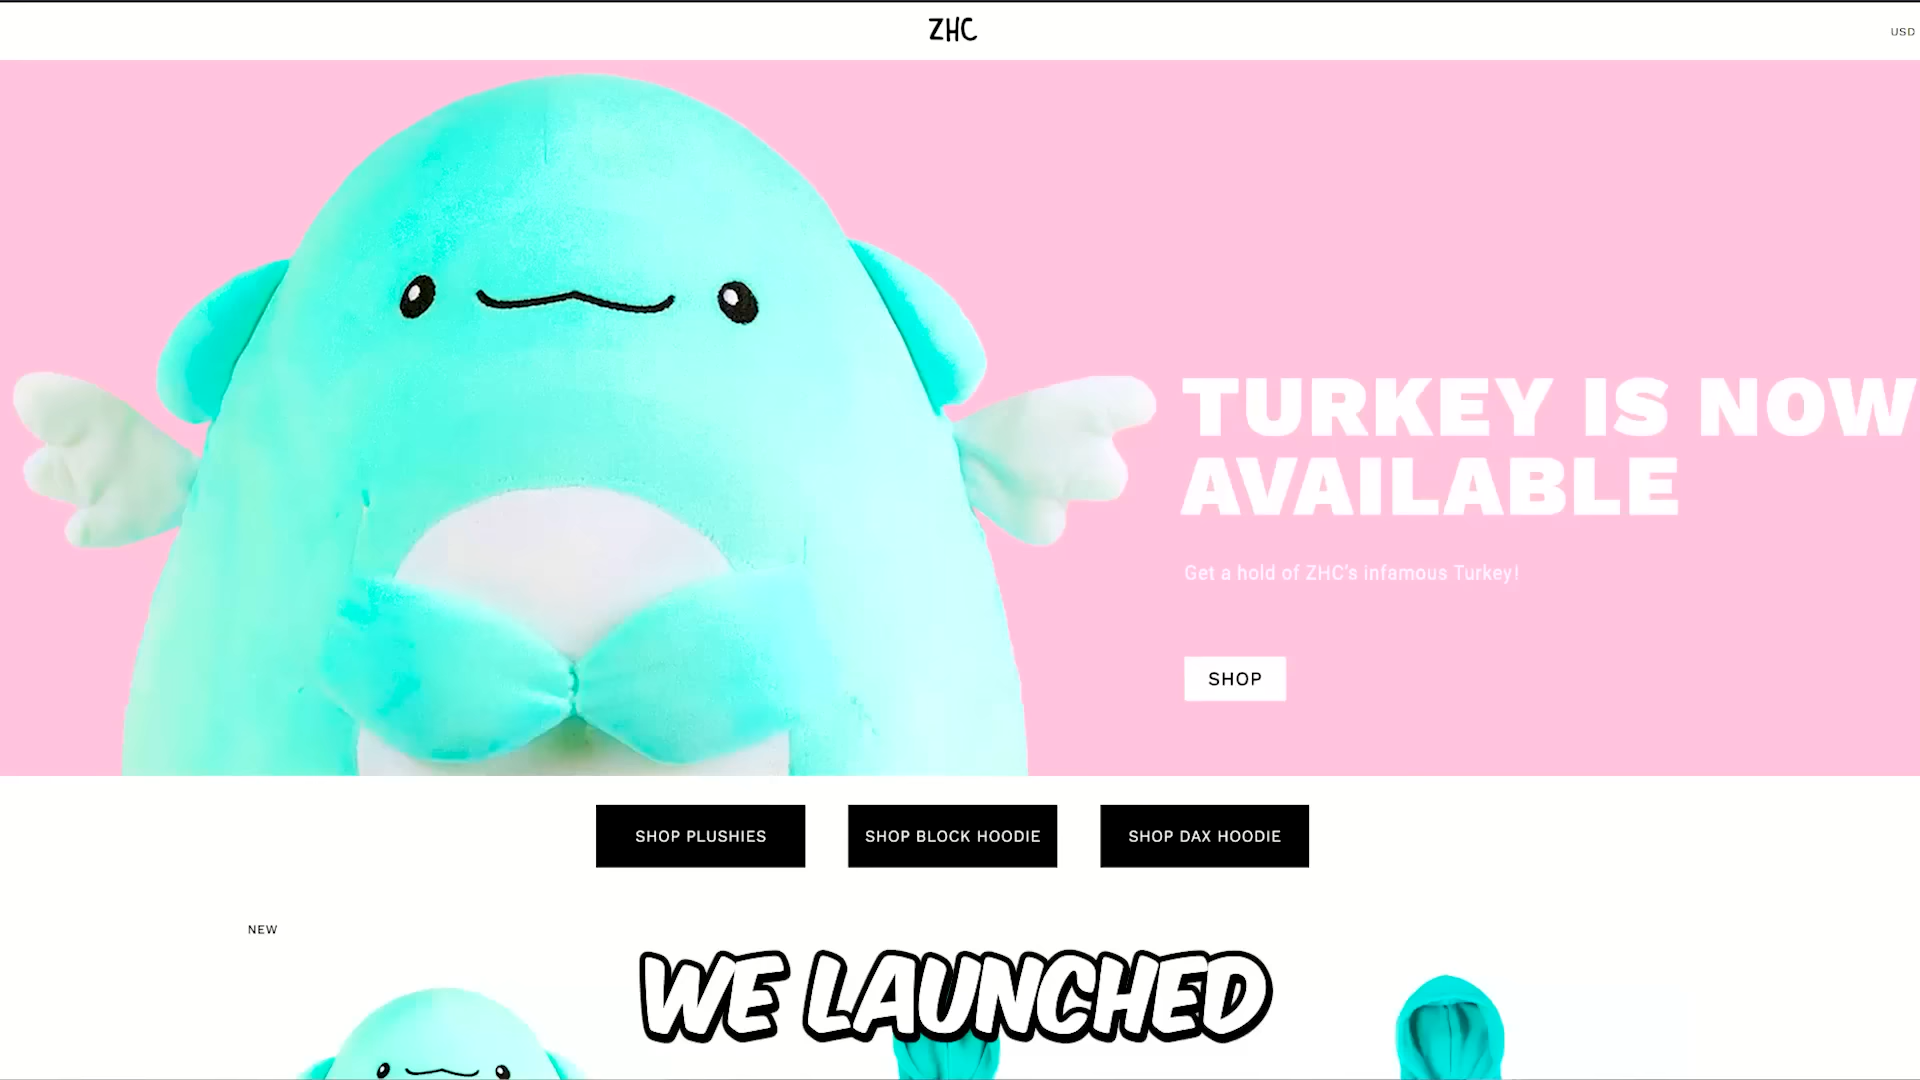 ZHC
USD
TURKEY IS NOW
AVAILABLE
Get a hold of ZHC's infamous Turkey!
SHOP
SHOP PLUSHIES
SHOP BLOCK HOODIE
SHOP DAX HOODIE
NEW
WE LAUNCHED